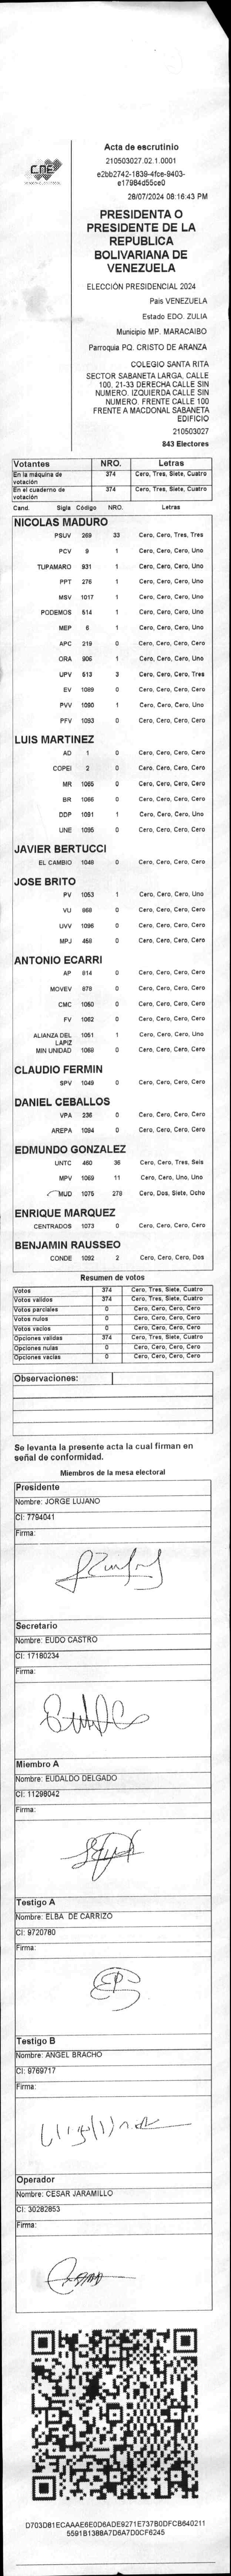 CNE
Acta de escrutinio
210503027.02.1.0001
e2bb2742-1839-4fce-9403-
e17984d55ce0
28/07/2024 08:16:43 PM
PRESIDENTA O
PRESIDENTE DE LA
REPUBLICA
BOLIVARIANA DE
VENEZUELA
ELECCIÓN PRESIDENCIAL 2024
Pais VENEZUELA
Estado EDO. ZULIA
Municipio MP. MARACAIBO
Parroquia PQ. CRISTO DE ARANZA
COLEGIO SANTA RITA
SECTOR SABANETA LARGA. CALLE
100. 21-33 DERECHA CALLE SIN
NUMERO. IZQUIERDA CALLE SIN
NUMERO. FRENTE CALLE 100
FRENTE A MACDONAL SABANETA
EDIFICIO
210503027
843 Electores
Votantes NRO. Letras
En la máquina de votación 374 Cero, Tres, Siete, Cuatro
En el cuaderno de votación 374 Cero, Tres, Siete, Cuatro
Cand. Sigla Código NRO. Letras
NICOLAS MADURO
PSUV 269 33 Cero, Cero, Tres, Tres
PCV 9 1 Cero, Cero, Cero, Uno
TUPAMARO 931 1 Cero, Cero, Cero, Uno
PPT 276 1 Cero, Cero, Cero, Uno
MSV 1017 1 Cero, Cero, Cero, Uno
PODEMOS 514 1 Cero, Cero, Cero, Uno
MEP 6 1 Cero, Cero, Cero, Uno
APC 219 0 Cero, Cero, Cero, Cero
ORA 906 1 Cero, Cero, Cero, Uno
UPV 513 3 Cero, Cero, Cero, Tres
EV 1089 0 Cero, Cero, Cero, Cero
PVV 1090 1 Cero, Cero, Cero, Uno
PFV 1093 0 Cero, Cero, Cero, Cero
LUIS MARTINEZ
AD 1 0 Cero, Cero, Cero, Cero
COPEI 2 0 Cero, Cero, Cero, Cero
MR 1065 0 Cero, Cero, Cero, Cero
BR 1066 0 Cero, Cero, Cero, Cero
DDP 1091 1 Cero, Cero, Cero, Uno
UNE 1095 0 Cero, Cero, Cero, Cero
JAVIER BERTUCCI
EL CAMBIO 1048 0 Cero, Cero, Cero, Cero
JOSE BRITO
PV 1053 1 Cero, Cero, Cero, Uno
VU 868 0 Cero, Cero, Cero, Cero
UVV 1096 0 Cero, Cero, Cero, Cero
MPJ 458 0 Cero, Cero, Cero, Cero
ANTONIO ECARRI
AP 814 0 Cero, Cero, Cero, Cero
MOVEV 878 0 Cero, Cero, Cero, Cero
CMC 1050 0 Cero, Cero, Cero, Cero
FV 1062 0 Cero, Cero, Cero, Cero
ALIANZA DEL LAPIZ 1051 1 Cero, Cero, Cero, Uno
MIN UNIDAD 1068 0 Cero, Cero, Cero, Cero
CLAUDIO FERMIN
SPV 1049 0 Cero, Cero, Cero, Cero
DANIEL CEBALLOS
VPA 236 0 Cero, Cero, Cero, Cero
AREPA 1094 0 Cero, Cero, Cero, Cero
EDMUNDO GONZALEZ
UNTC 460 36 Cero, Cero, Tres, Seis
MPV 1069 11 Cero, Cero, Uno, Uno
MUD 1075 278 Cero, Dos, Siete, Ocho
ENRIQUE MARQUEZ
CENTRADOS 1073 0 Cero, Cero, Cero, Cero
BENJAMIN RAUSSEO
CONDE 1092 2 Cero, Cero, Cero, Dos
Resumen de votos
Votos 374 Cero, Tres, Siete, Cuatro
Votos validos 374 Cero, Tres, Siete, Cuatro
Votos parciales 0 Cero, Cero, Cero, Cero
Votos nulos 0 Cero, Cero, Cero, Cero
Votos vacios 0 Cero, Cero, Cero, Cero
Opciones validas 374 Cero, Tres, Siete, Cuatro
Opciones nulas 0 Cero, Cero, Cero, Cero
Opciones vacias 0 Cero, Cero, Cero, Cero
Observaciones:
Se levanta la presente acta la cual firman en
señal de conformidad.
Miembros de la mesa electoral
Presidente
Nombre: JORGE LUJANO
CI: 7794041
Firma:
Secretario
Nombre: EUDO CASTRO
CI: 17180234
Firma:
Miembro A
Nombre: EUDALDO DELGADO
CI: 11298042
Firma:
Testigo A
Nombre: ELBA DE CARRIZO
CI: 9720780
Firma:
Testigo B
Nombre: ANGEL BRACHO
CI: 9769717
Firma:
Operador
Nombre: CESAR JARAMILLO
CI: 30282853
Firma:
D703D81ECAAAE6E0D6ADE9271E737B0DFCB640211
5591B1388A7D6A7D0CF6245